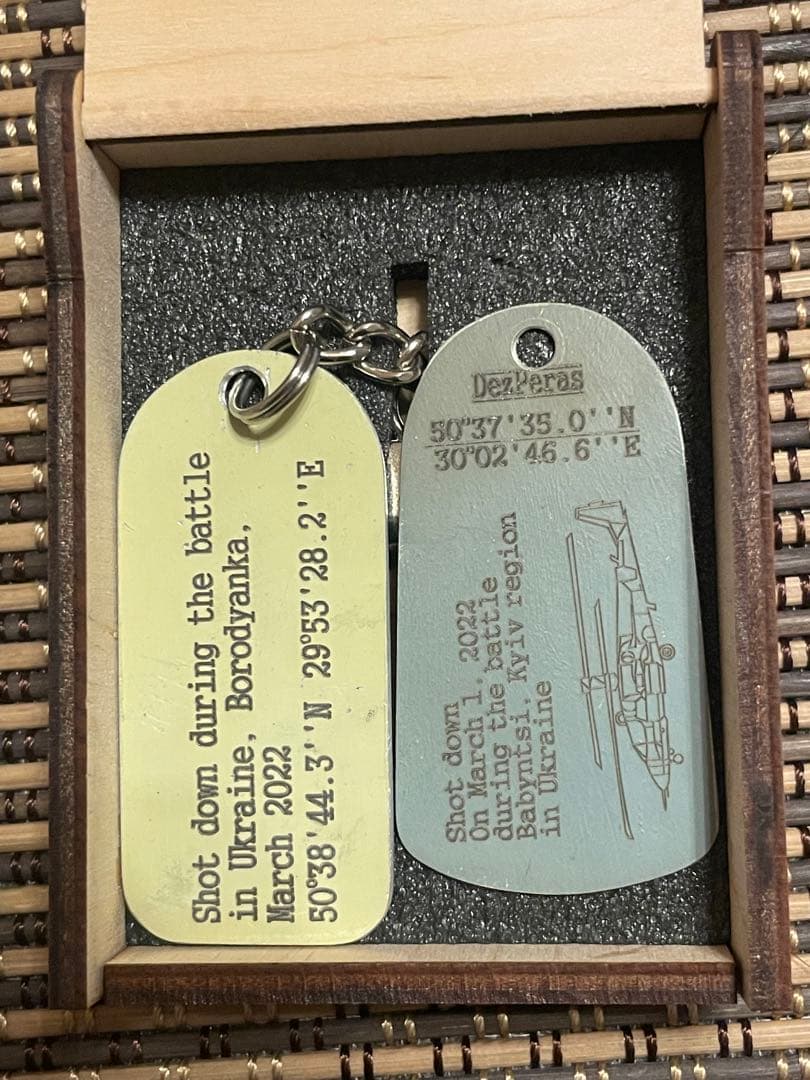 Shot down during the battle
in Ukraine, Borodyanka,
March 2022
50°38'44.3''N 29°53'28.2''E
DezPeras
50°37'35.0''N
30°02'46.6''E
Shot down
On March 1, 2022
during the battle
Babyntsi, Kyiv region
in Ukraine